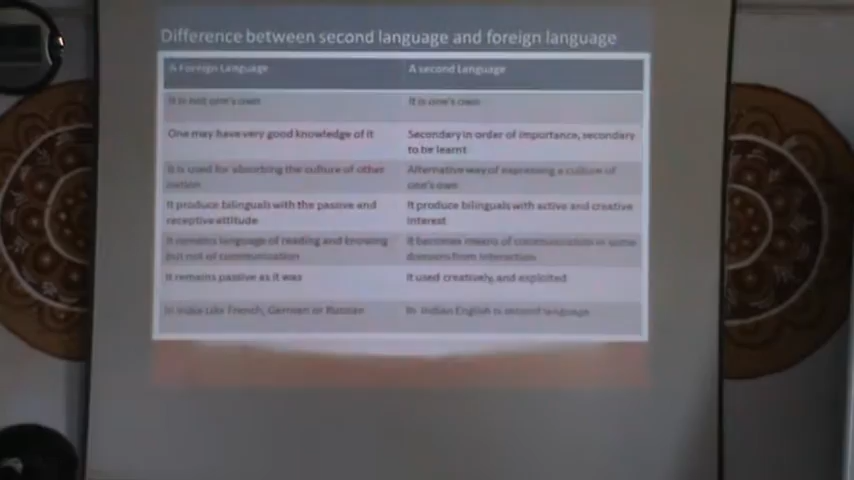 Difference between second language and foreign language
A Foreign Language
A second Language
It is not one's own
It is one's own
One may have very good knowledge of it
Secondary in order of importance, secondary
to be learnt
It is used for absorbing the culture of other
nation
Alternative way of expressing a culture of
one's own
It produce bilinguals with the passive and
receptive attitude
It produce bilinguals with active and creative
interest
It remains language of reading and knowing
but not of communication
It becomes means of communication in some
domains from interaction
It remains passive as it was
It used creatively, and exploited
In India Like French, German or Russian
In Indian English is second language